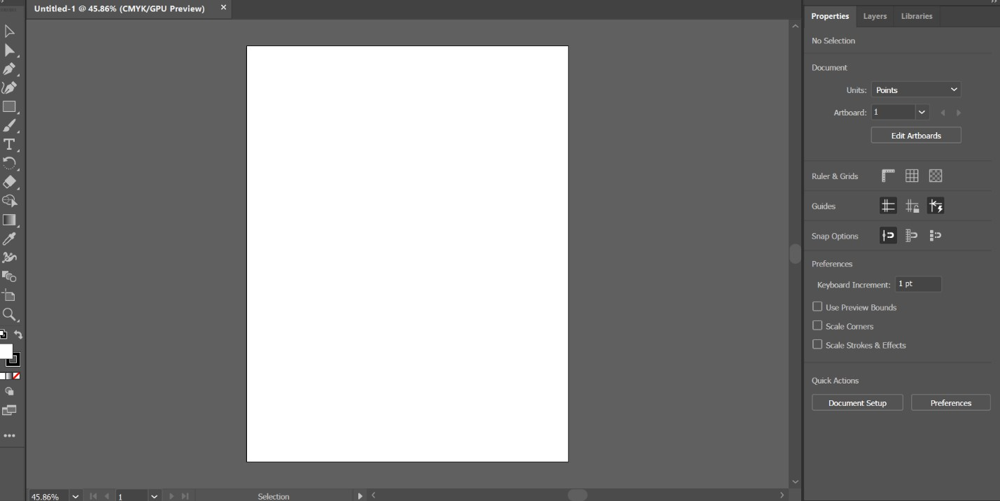 Untitled-1 @ 45.86% (CMYK/GPU Preview)
Properties
Layers
Libraries
No Selection
Document
Units: Points
Artboard: 1
Edit Artboards
Ruler & Grids
Guides
Snap Options
Preferences
Keyboard Increment: 1 pt
Use Preview Bounds
Scale Corners
Scale Strokes & Effects
Quick Actions
Document Setup
Preferences
45.86%
1
Selection